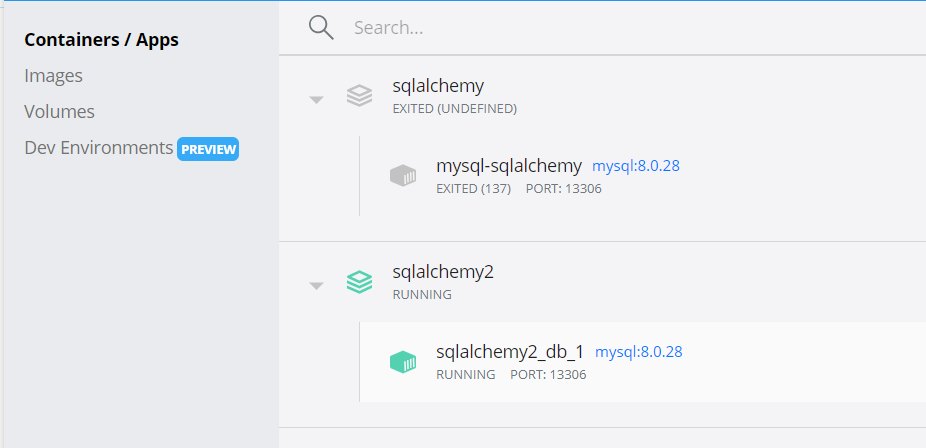 Containers / Apps
Images
Volumes
Dev Environments PREVIEW
Search...
sqlalchemy
EXITED (UNDEFINED)
mysql-sqlalchemy mysql:8.0.28
EXITED (137) PORT: 13306
sqlalchemy2
RUNNING
sqlalchemy2_db_1 mysql:8.0.28
RUNNING PORT: 13306